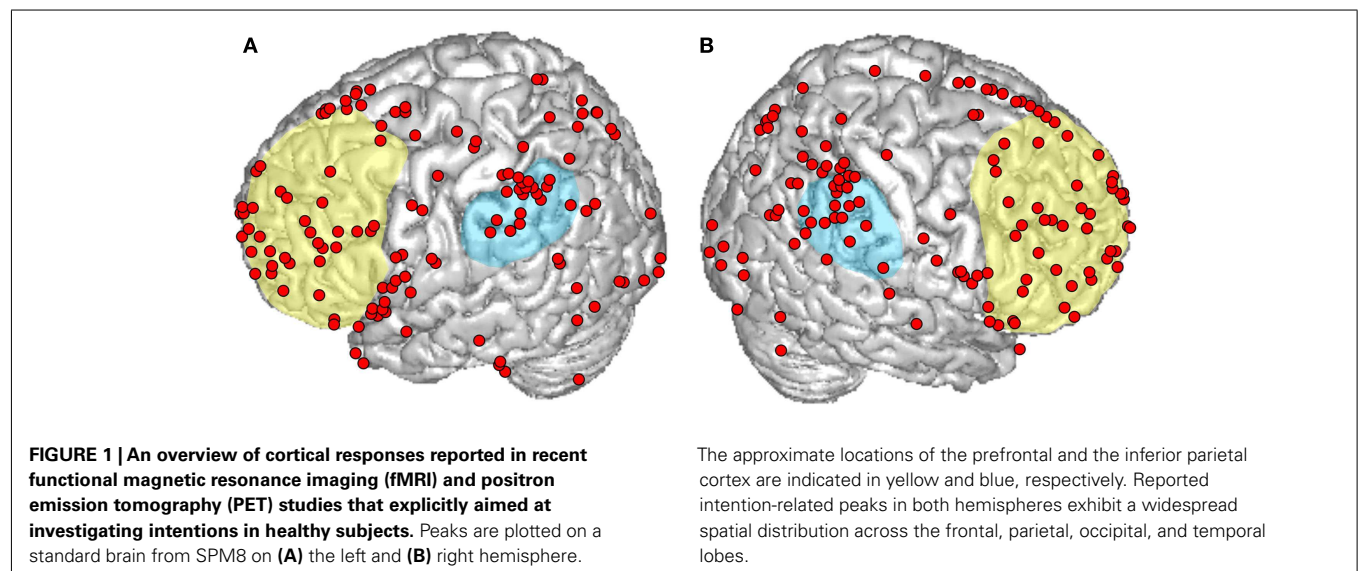 A
B
FIGURE 1 | An overview of cortical responses reported in recent
functional magnetic resonance imaging (fMRI) and positron
emission tomography (PET) studies that explicitly aimed at
investigating intentions in healthy subjects. Peaks are plotted on a
standard brain from SPM8 on (A) the left and (B) right hemisphere.
The approximate locations of the prefrontal and the inferior parietal
cortex are indicated in yellow and blue, respectively. Reported
intention-related peaks in both hemispheres exhibit a widespread
spatial distribution across the frontal, parietal, occipital, and temporal
lobes.